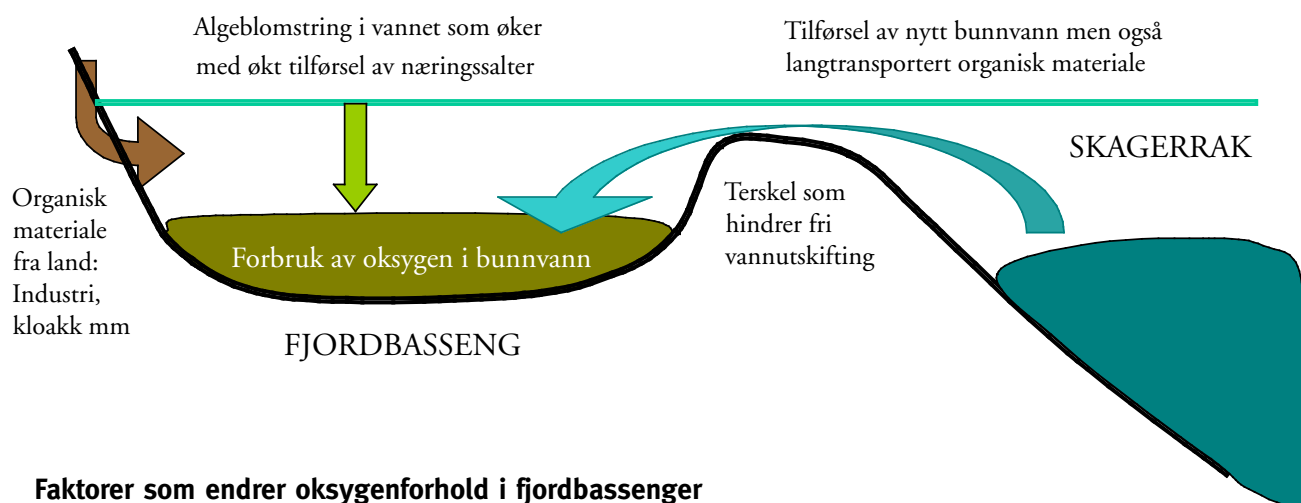 Algeblomstring i vannet som øker
med økt tilførsel av næringssalter
Tilførsel av nytt bunnvann men også
langtransportert organisk materiale
SKAGERRAK
Organisk
materiale
fra land:
Industri,
kloakk mm
Terskel som
hindrer fri
vannutskifting
Forbruk av oksygen i bunnvann
FJORDBASSENG
Faktorer som endrer oksygenforhold i fjordbassenger